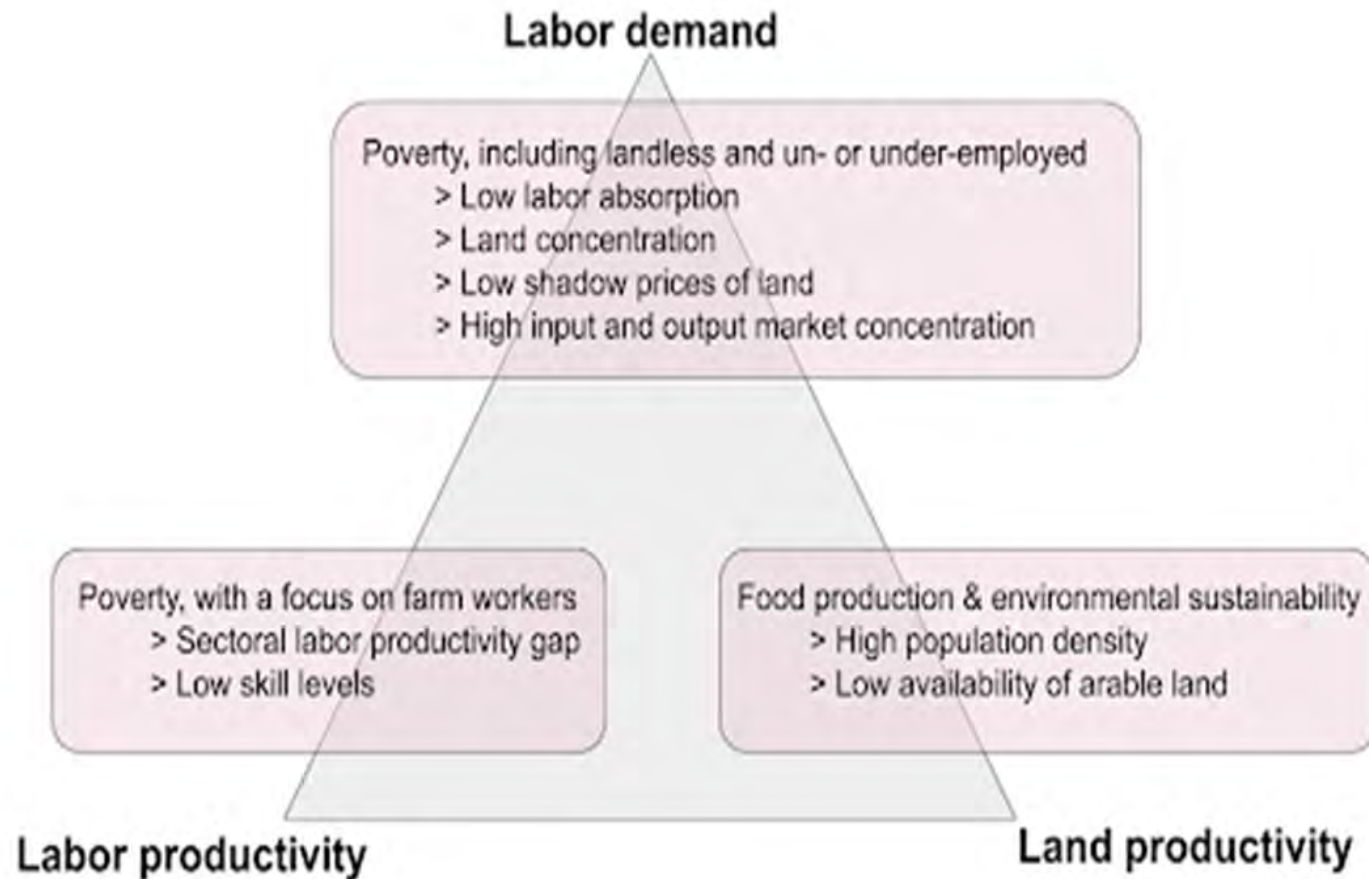 Labor demand
Poverty, including landless and un- or under-employed
> Low labor absorption
> Land concentration
> Low shadow prices of land
> High input and output market concentration
Poverty, with a focus on farm workers
> Sectoral labor productivity gap
> Low skill levels
Food production & environmental sustainability
> High population density
> Low availability of arable land
Labor productivity
Land productivity